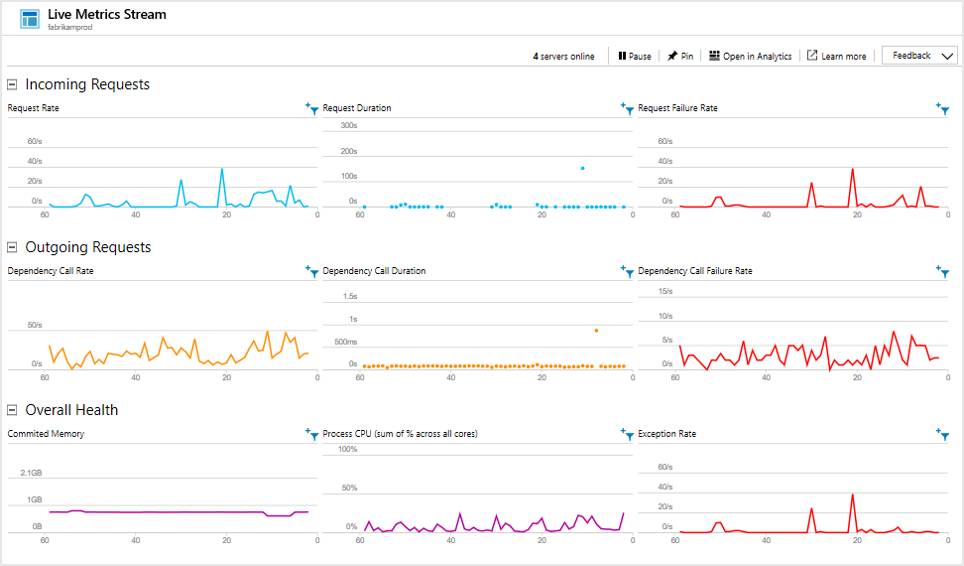 Live Metrics Stream
fabrikamprod
4 servers online Pause Pin Open in Analytics Learn more Feedback
Incoming Requests
Request Rate Request Duration Request Failure Rate
300s
60/s 200s 60/s
40/s 40/s
20/s 100s 20/s
0/s 0s 0/s
60 40 20 0 60 40 20 0 60 40 20 0
Outgoing Requests
Dependency Call Rate Dependency Call Duration Dependency Call Failure Rate
1.5s 15/s
50/s 1s 10/s
500ms 5/s
0/s 0s 0/s
60 40 20 0 60 40 20 0 60 40 20 0
Overall Health
Commited Memory Process CPU (sum of % across all cores) Exception Rate
100%
2.1GB 60/s
1GB 50% 40/s
20/s
0B 0% 0/s
60 40 20 0 60 40 20 0 60 40 20 0